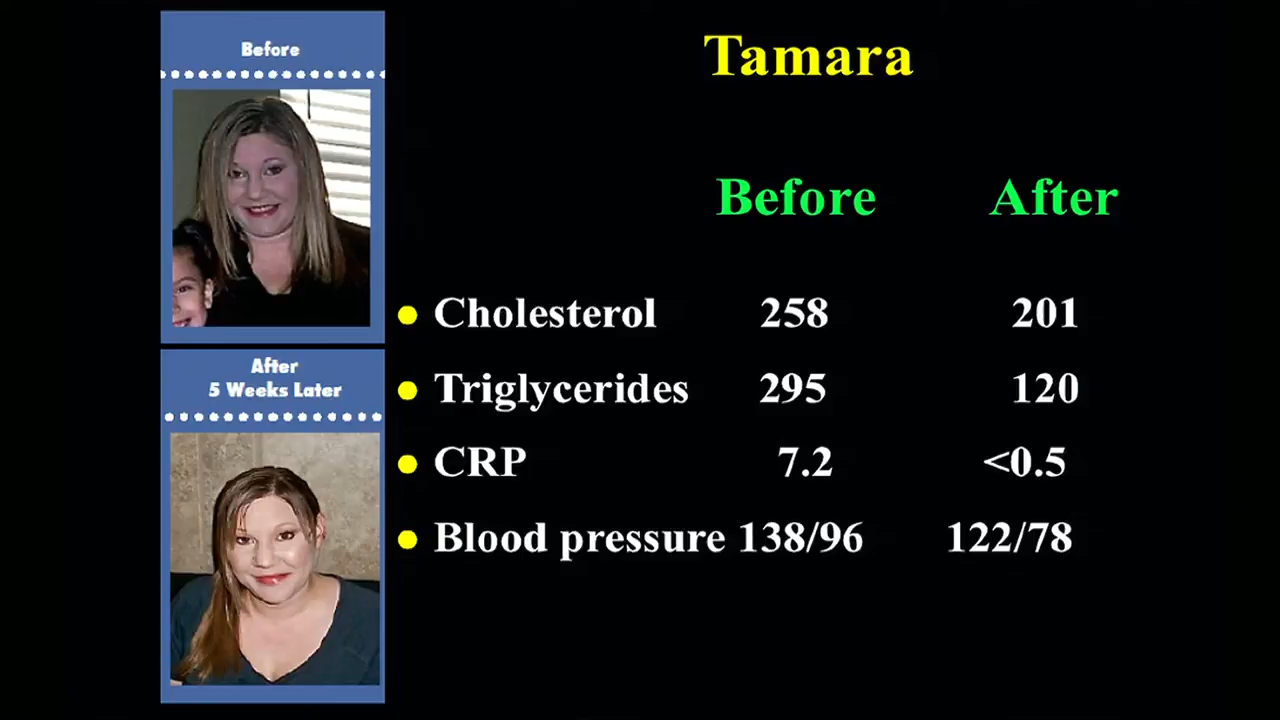 Before
After
5 Weeks Later
Tamara
Before After
• Cholesterol 258 201
• Triglycerides 295 120
• CRP 7.2 <0.5
• Blood pressure 138/96 122/78